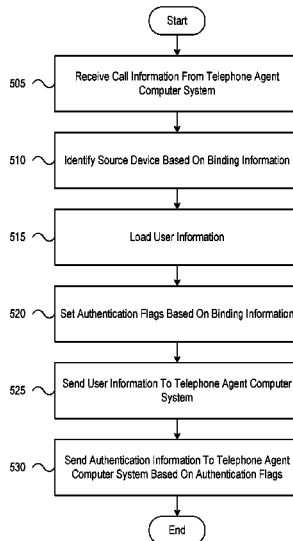 Start
505
Receive Call Information From Telephone Agent
Computer System
510
Identify Source Device Based On Binding Information
515
Load User Information
520
Set Authentication Flags Based On Binding Information
525
Send User Information To Telephone Agent Computer
System
530
Send Authentication Information To Telephone Agent
Computer System Based On Authentication Flags
End